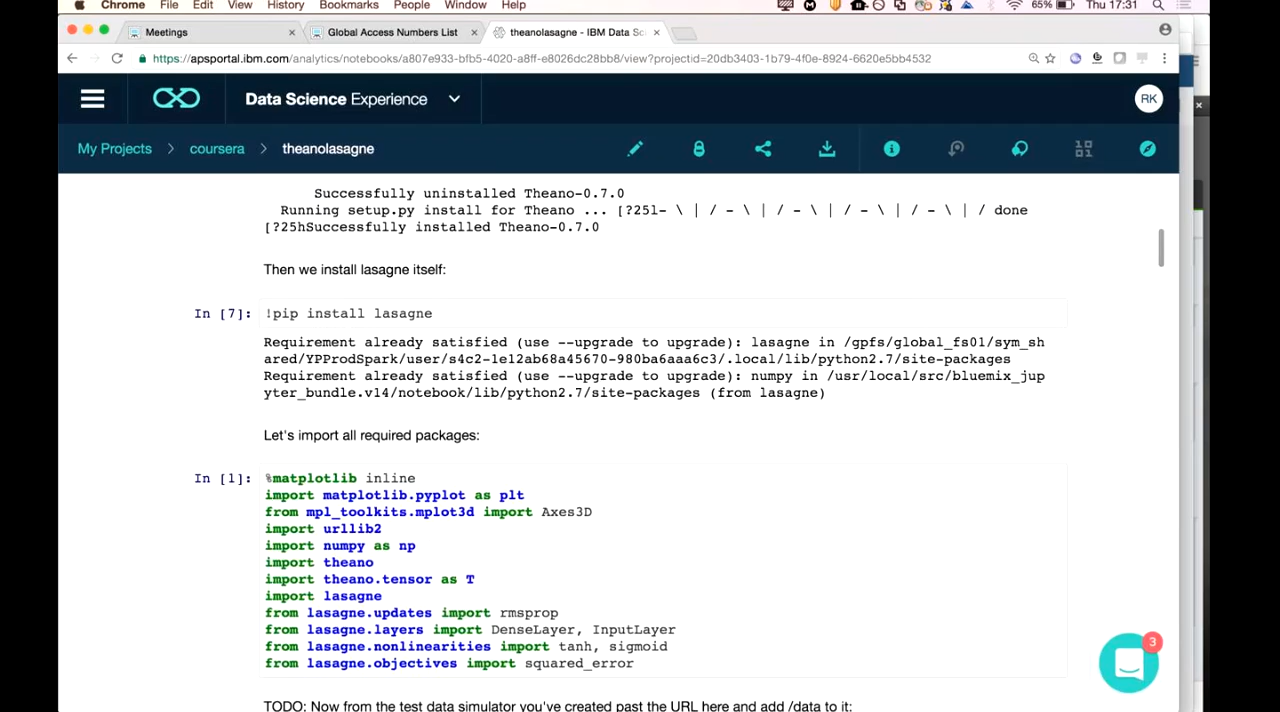 Chrome File Edit View History Bookmarks People Window Help 65% Thu 17:31
Meetings Global Access Numbers List theanolasagne - IBM Data Sc
https://apsportal.ibm.com/analytics/notebooks/a807e933-bfb5-4020-a8ff-e8026dc28bb8/view?projectid=20db3403-1b79-4f0e-8924-6620e5bb4532
Data Science Experience RK
My Projects > coursera > theanolasagne
Successfully uninstalled Theano-0.7.0
Running setup.py install for Theano ... [?25l- \ | / - \ | / - \ | / - \ | / - \ | / done
[?25hSuccessfully installed Theano-0.7.0
Then we install lasagne itself:
In [7]: !pip install lasagne
Requirement already satisfied (use --upgrade to upgrade): lasagne in /gpfs/global_fs01/sym_sh
ared/YPProdSpark/user/s4c2-1e12ab68a45670-980ba6aaa6c3/.local/lib/python2.7/site-packages
Requirement already satisfied (use --upgrade to upgrade): numpy in /usr/local/src/bluemix_jup
yter_bundle.v14/notebook/lib/python2.7/site-packages (from lasagne)
Let's import all required packages:
In [1]: %matplotlib inline
import matplotlib.pyplot as plt
from mpl_toolkits.mplot3d import Axes3D
import urllib2
import numpy as np
import theano
import theano.tensor as T
import lasagne
from lasagne.updates import rmsprop
from lasagne.layers import DenseLayer, InputLayer
from lasagne.nonlinearities import tanh, sigmoid
from lasagne.objectives import squared_error
3
TODO: Now from the test data simulator you've created past the URL here and add /data to it: